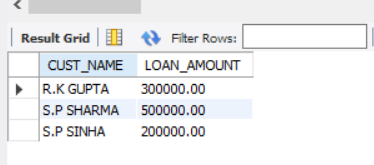 Result Grid Filter Rows:
CUST_NAME LOAN_AMOUNT
R.K GUPTA 300000.00
S.P SHARMA 500000.00
S.P SINHA 200000.00